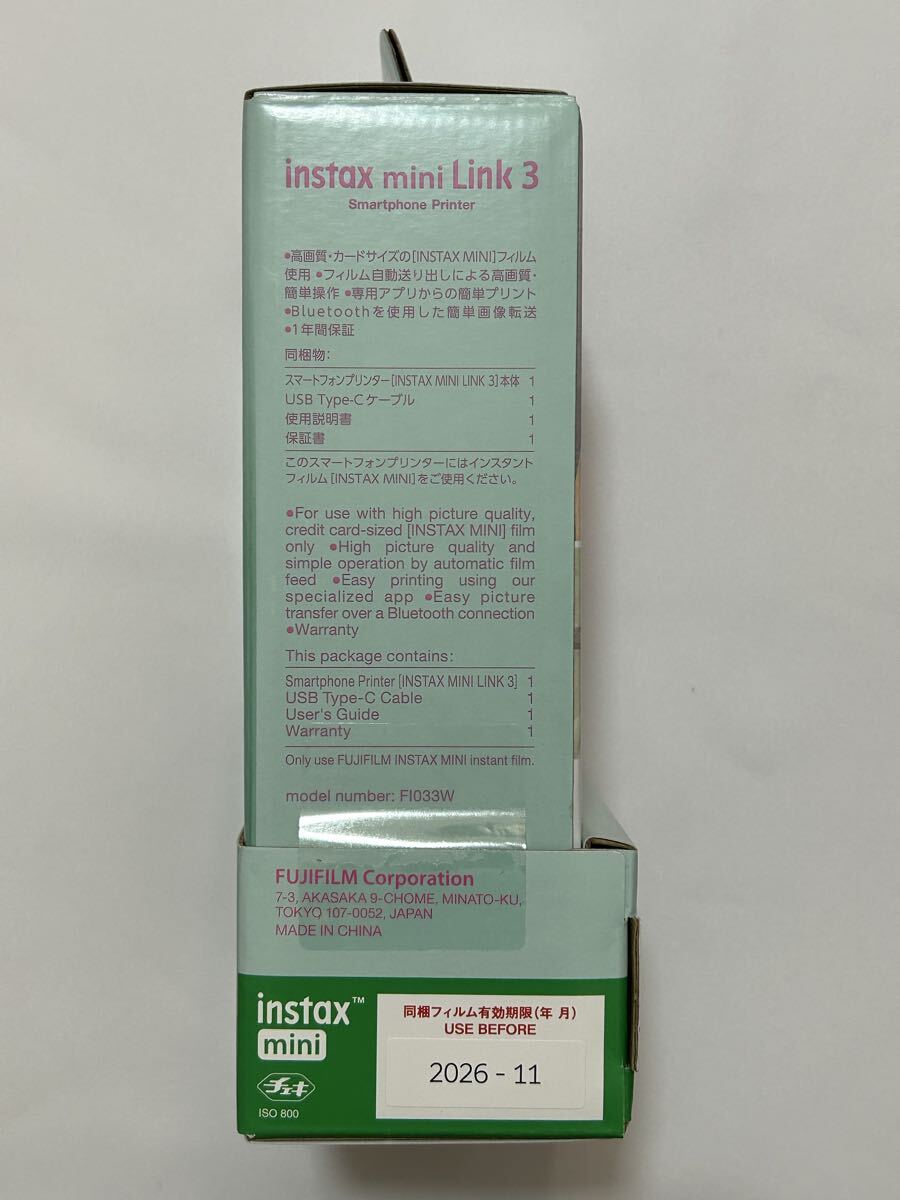 instax mini Link 3
Smartphone Printer
●高画質・カードサイズの[INSTAX MINI]フィルム
使用 ●フィルム自動送り出しによる高画質・
簡単操作 ●専用アプリからの簡単プリント
●Bluetoothを使用した簡単画像転送
●1年間保証
同梱物:
スマートフォンプリンター[INSTAX MINI LINK 3]本体 1
USB Type-Cケーブル 1
使用説明書 1
保証書 1
このスマートフォンプリンターにはインスタント
フィルム[INSTAX MINI]をご使用ください。
●For use with high picture quality,
credit card-sized [INSTAX MINI] film
only ●High picture quality and
simple operation by automatic film
feed ●Easy printing using our
specialized app ●Easy picture
transfer over a Bluetooth connection
●Warranty
This package contains:
Smartphone Printer [INSTAX MINI LINK 3] 1
USB Type-C Cable 1
User's Guide 1
Warranty 1
Only use FUJIFILM INSTAX MINI instant film.
model number: FI033W
FUJIFILM Corporation
7-3, AKASAKA 9-CHOME, MINATO-KU,
TOKYO 107-0052, JAPAN
MADE IN CHINA
instax™
mini
チェキ
ISO 800
同梱フィルム有効期限(年 月)
USE BEFORE
2026 - 11